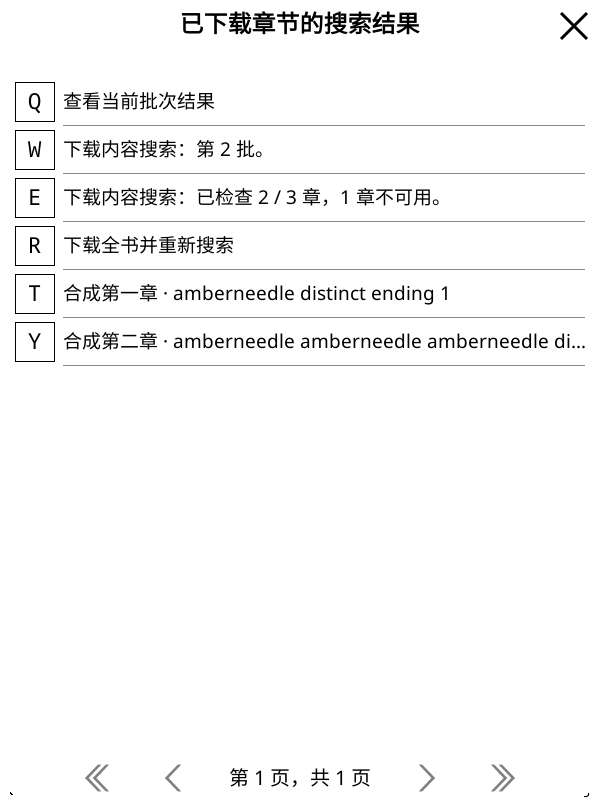 已下载章节的搜索结果
Q 查看当前批次结果
W 下载内容搜索：第 2 批。
E 下载内容搜索：已检查 2 / 3 章，1 章不可用。
R 下载全书并重新搜索
T 合成第一章 · amberneedle distinct ending 1
Y 合成第二章 · amberneedle amberneedle amberneedle di…
第 1 页，共 1 页